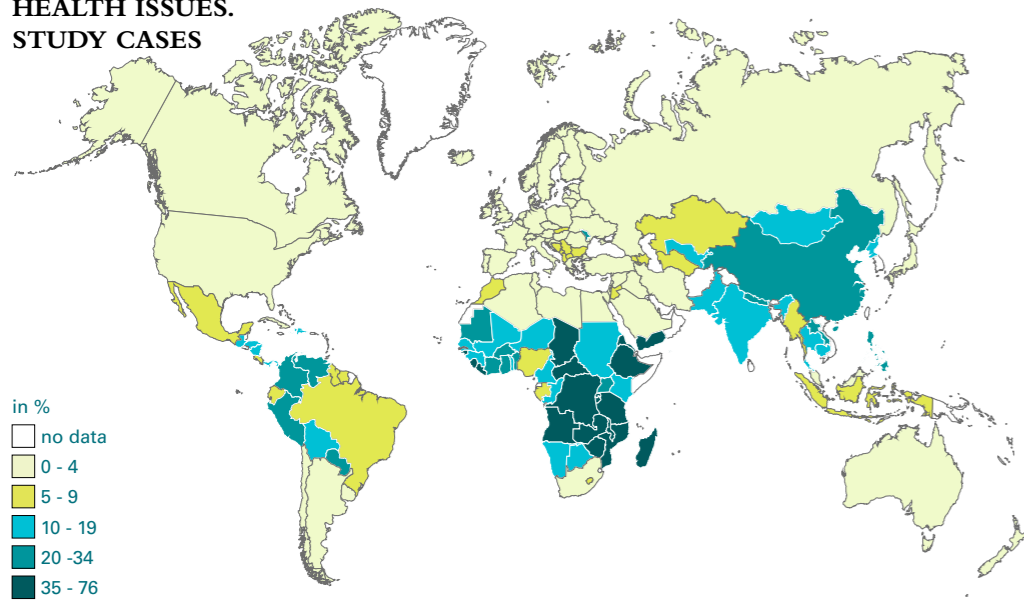 HEALTH ISSUES.
STUDY CASES
in %
no data
0 - 4
5 - 9
10 - 19
20 -34
35 - 76